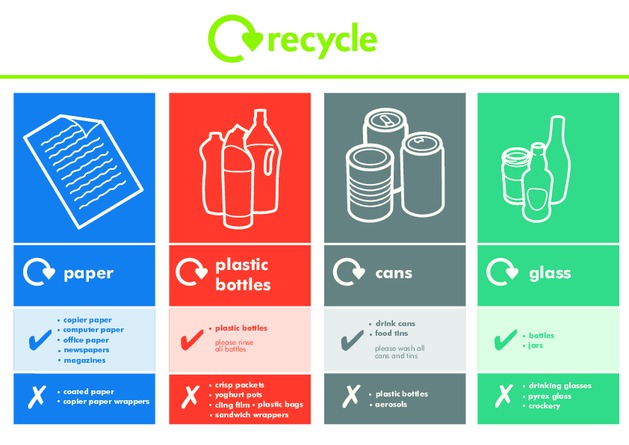 recycle
paper
plastic
bottles
cans
glass
• copier paper
• computer paper
• office paper
• newspapers
• magazines
• plastic bottles
please rinse
all bottles
• drink cans
• food tins
please wash all
cans and tins
• bottles
• jars
• coated paper
• copier paper wrappers
• crisp packets
• yoghurt pots
• cling film • plastic bags
• sandwich wrappers
• plastic bottles
• aerosols
• drinking glasses
• pyrex glass
• crockery